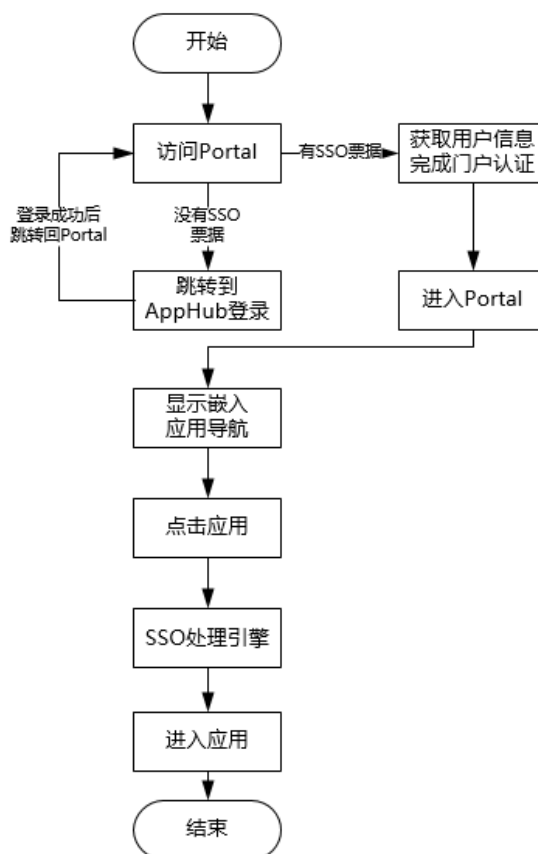 开始
访问Portal
有SSO票据
获取用户信息
完成门户认证
登录成功后
跳转回Portal
没有SSO
票据
跳转到
AppHub登录
进入Portal
显示嵌入
应用导航
点击应用
SSO处理引擎
进入应用
结束